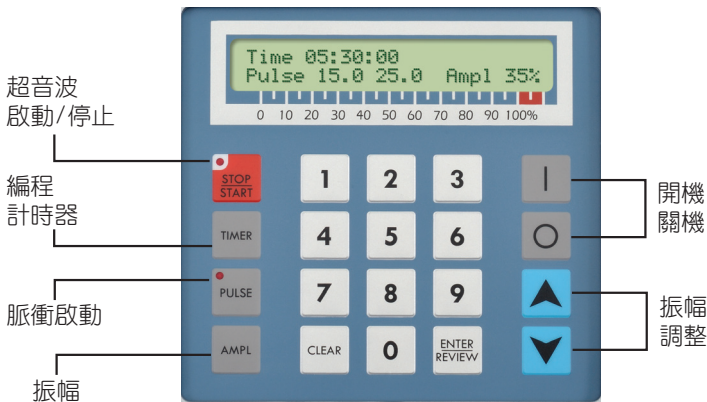 Time 05:30:00
Pulse 15.0 25.0 Ampl 35%
0 10 20 30 40 50 60 70 80 90 100%
超音波
啟動/停止
STOP
START
1 2 3
開機
關機
編程
計時器
TIMER
4 5 6
脈衝啟動
PULSE
7 8 9
振幅
調整
振幅
AMPL
CLEAR
0
ENTER
REVIEW